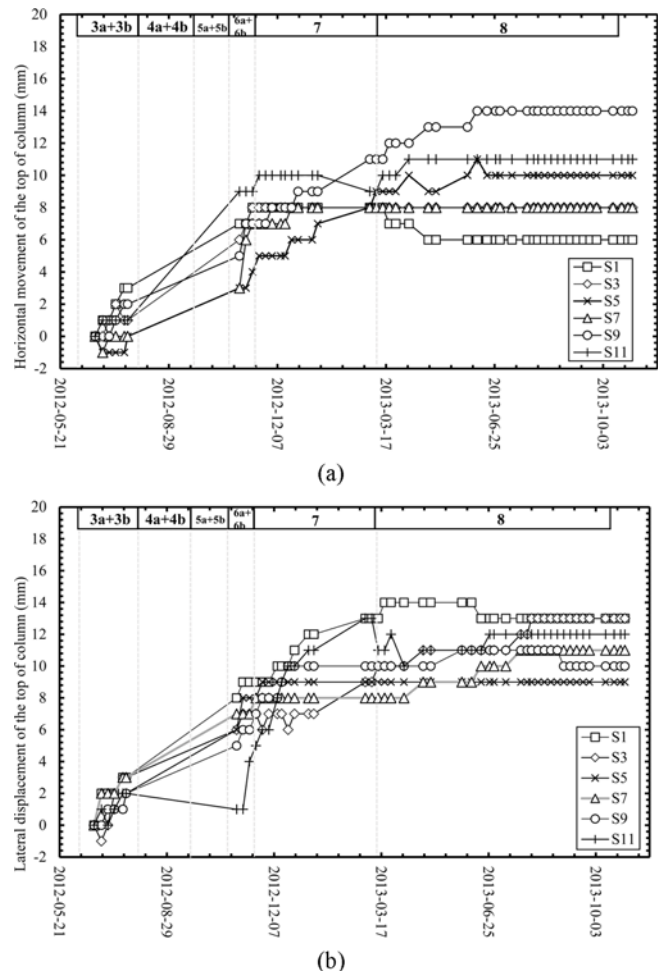 20
18
16
14
12
10
8
6
4
2
0
-2
Horizontal movement of the top of column (mm)
3a+3b 4a+4b 5a+5b 6a+ 7 8
6b
S1
S3
S5
S7
S9
S11
2012-05-21
2012-08-29
2012-12-07
2013-03-17
2013-06-25
2013-10-03
(a)
20
18
16
14
12
10
8
6
4
2
0
-2
Lateral displacement of the top of column (mm)
3a+3b 4a+4b 5a+5b 6a+ 7 8
6b
S1
S3
S5
S7
S9
S11
2012-05-21
2012-08-29
2012-12-07
2013-03-17
2013-06-25
2013-10-03
(b)